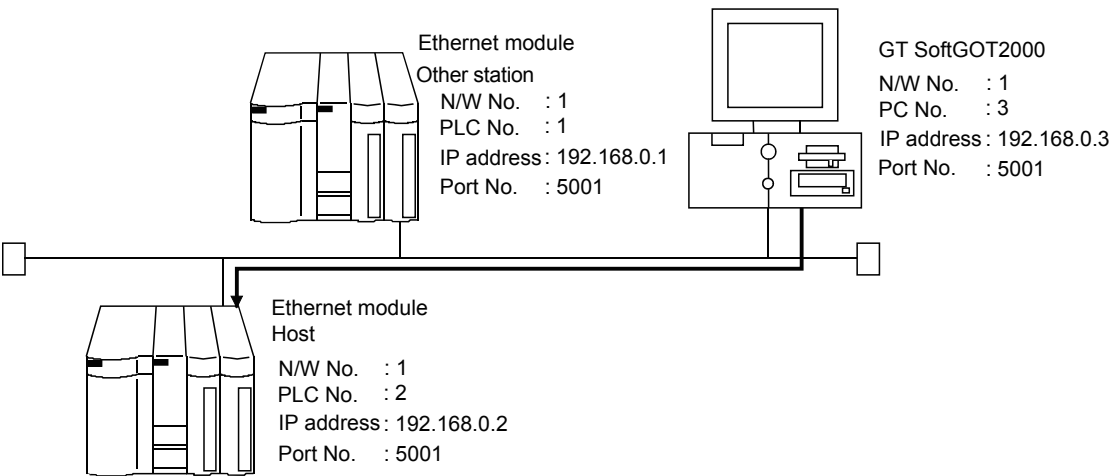 Ethernet module
Other station
N/W No. : 1
PLC No. : 1
IP address : 192.168.0.1
Port No. : 5001
GT SoftGOT2000
N/W No. : 1
PC No. : 3
IP address : 192.168.0.3
Port No. : 5001
Ethernet module
Host
N/W No. : 1
PLC No. : 2
IP address : 192.168.0.2
Port No. : 5001